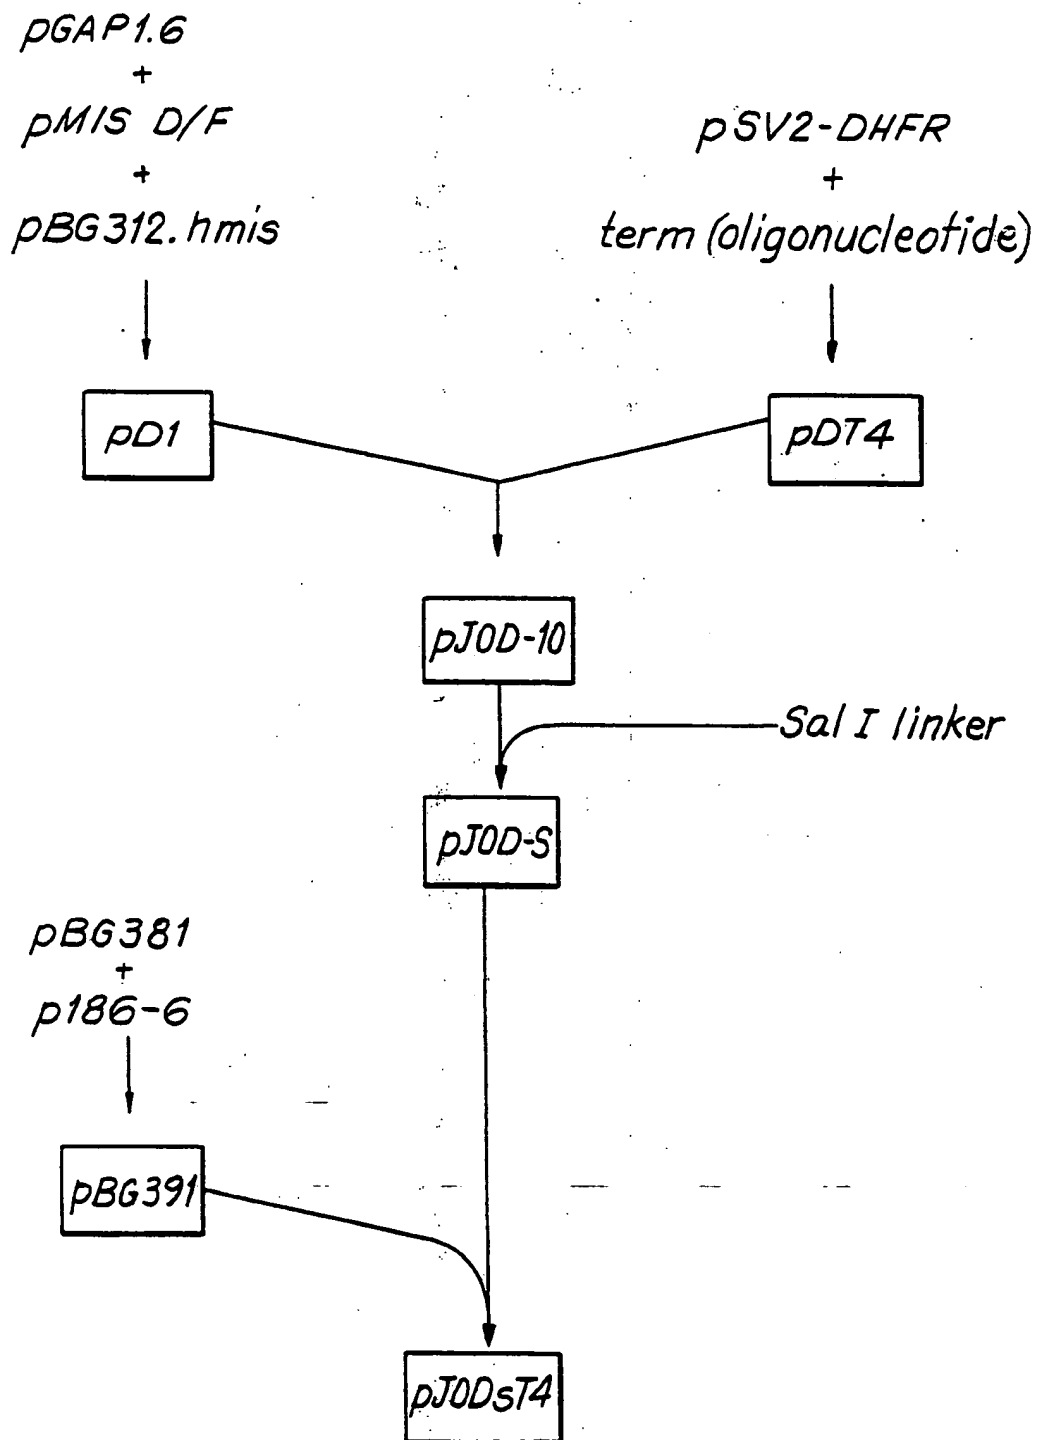 pGAP1.6
+
pMIS D/F
+
pBG312.hmis
pSV2-DHFR
+
term (oligonucleotide)
pD1
pDT4
pJOD-10
Sal I linker
pJOD-S
pBG381
+
p186-6
pBG391
pJODsT4